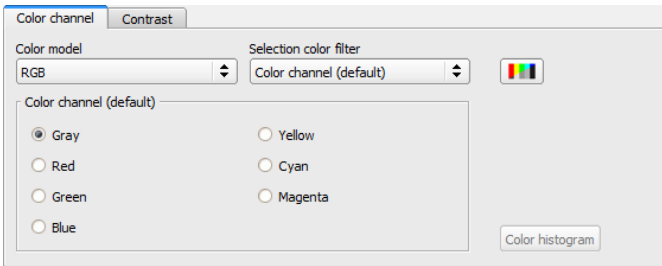 Color channel Contrast
Color model Selection color filter
RGB Color channel (default)
Color channel (default)
Gray Yellow
Red Cyan
Green Magenta
Blue
Color histogram